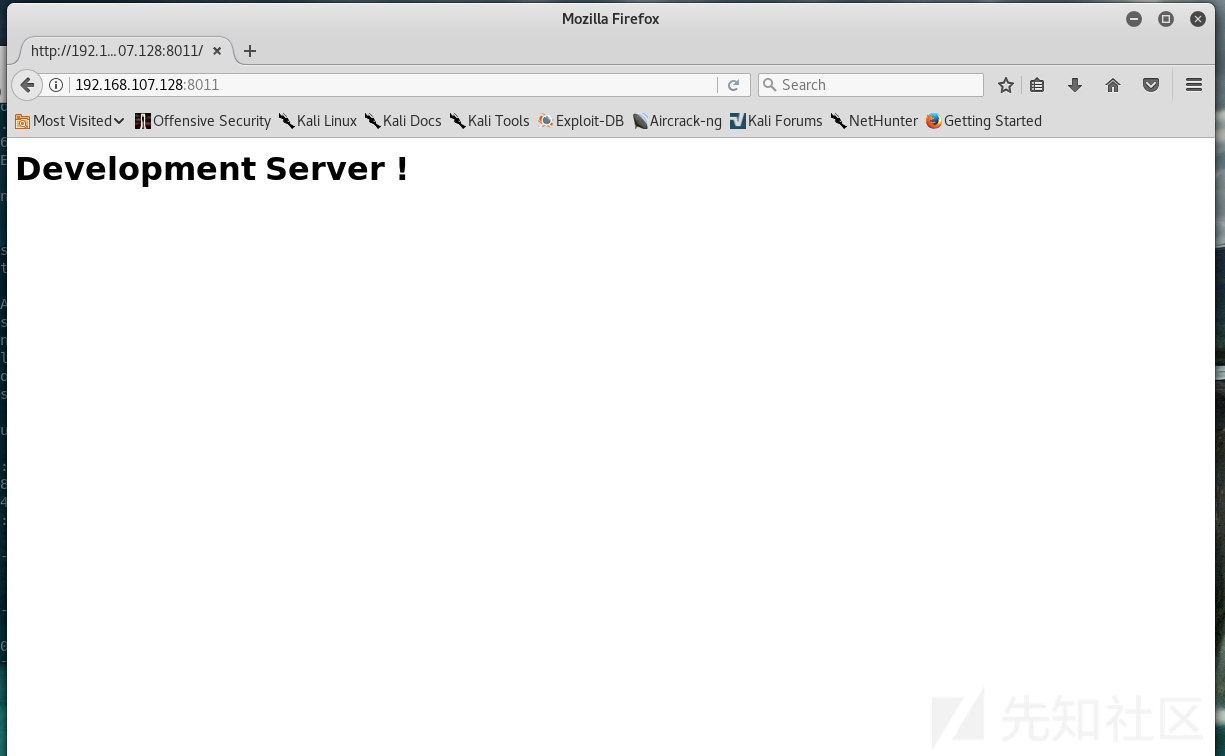 Mozilla Firefox
http://192.1...07.128:8011/
192.168.107.128:8011
Search
Most Visited Offensive Security Kali Linux Kali Docs Kali Tools Exploit-DB Aircrack-ng Kali Forums NetHunter Getting Started
Development Server !
先知社区